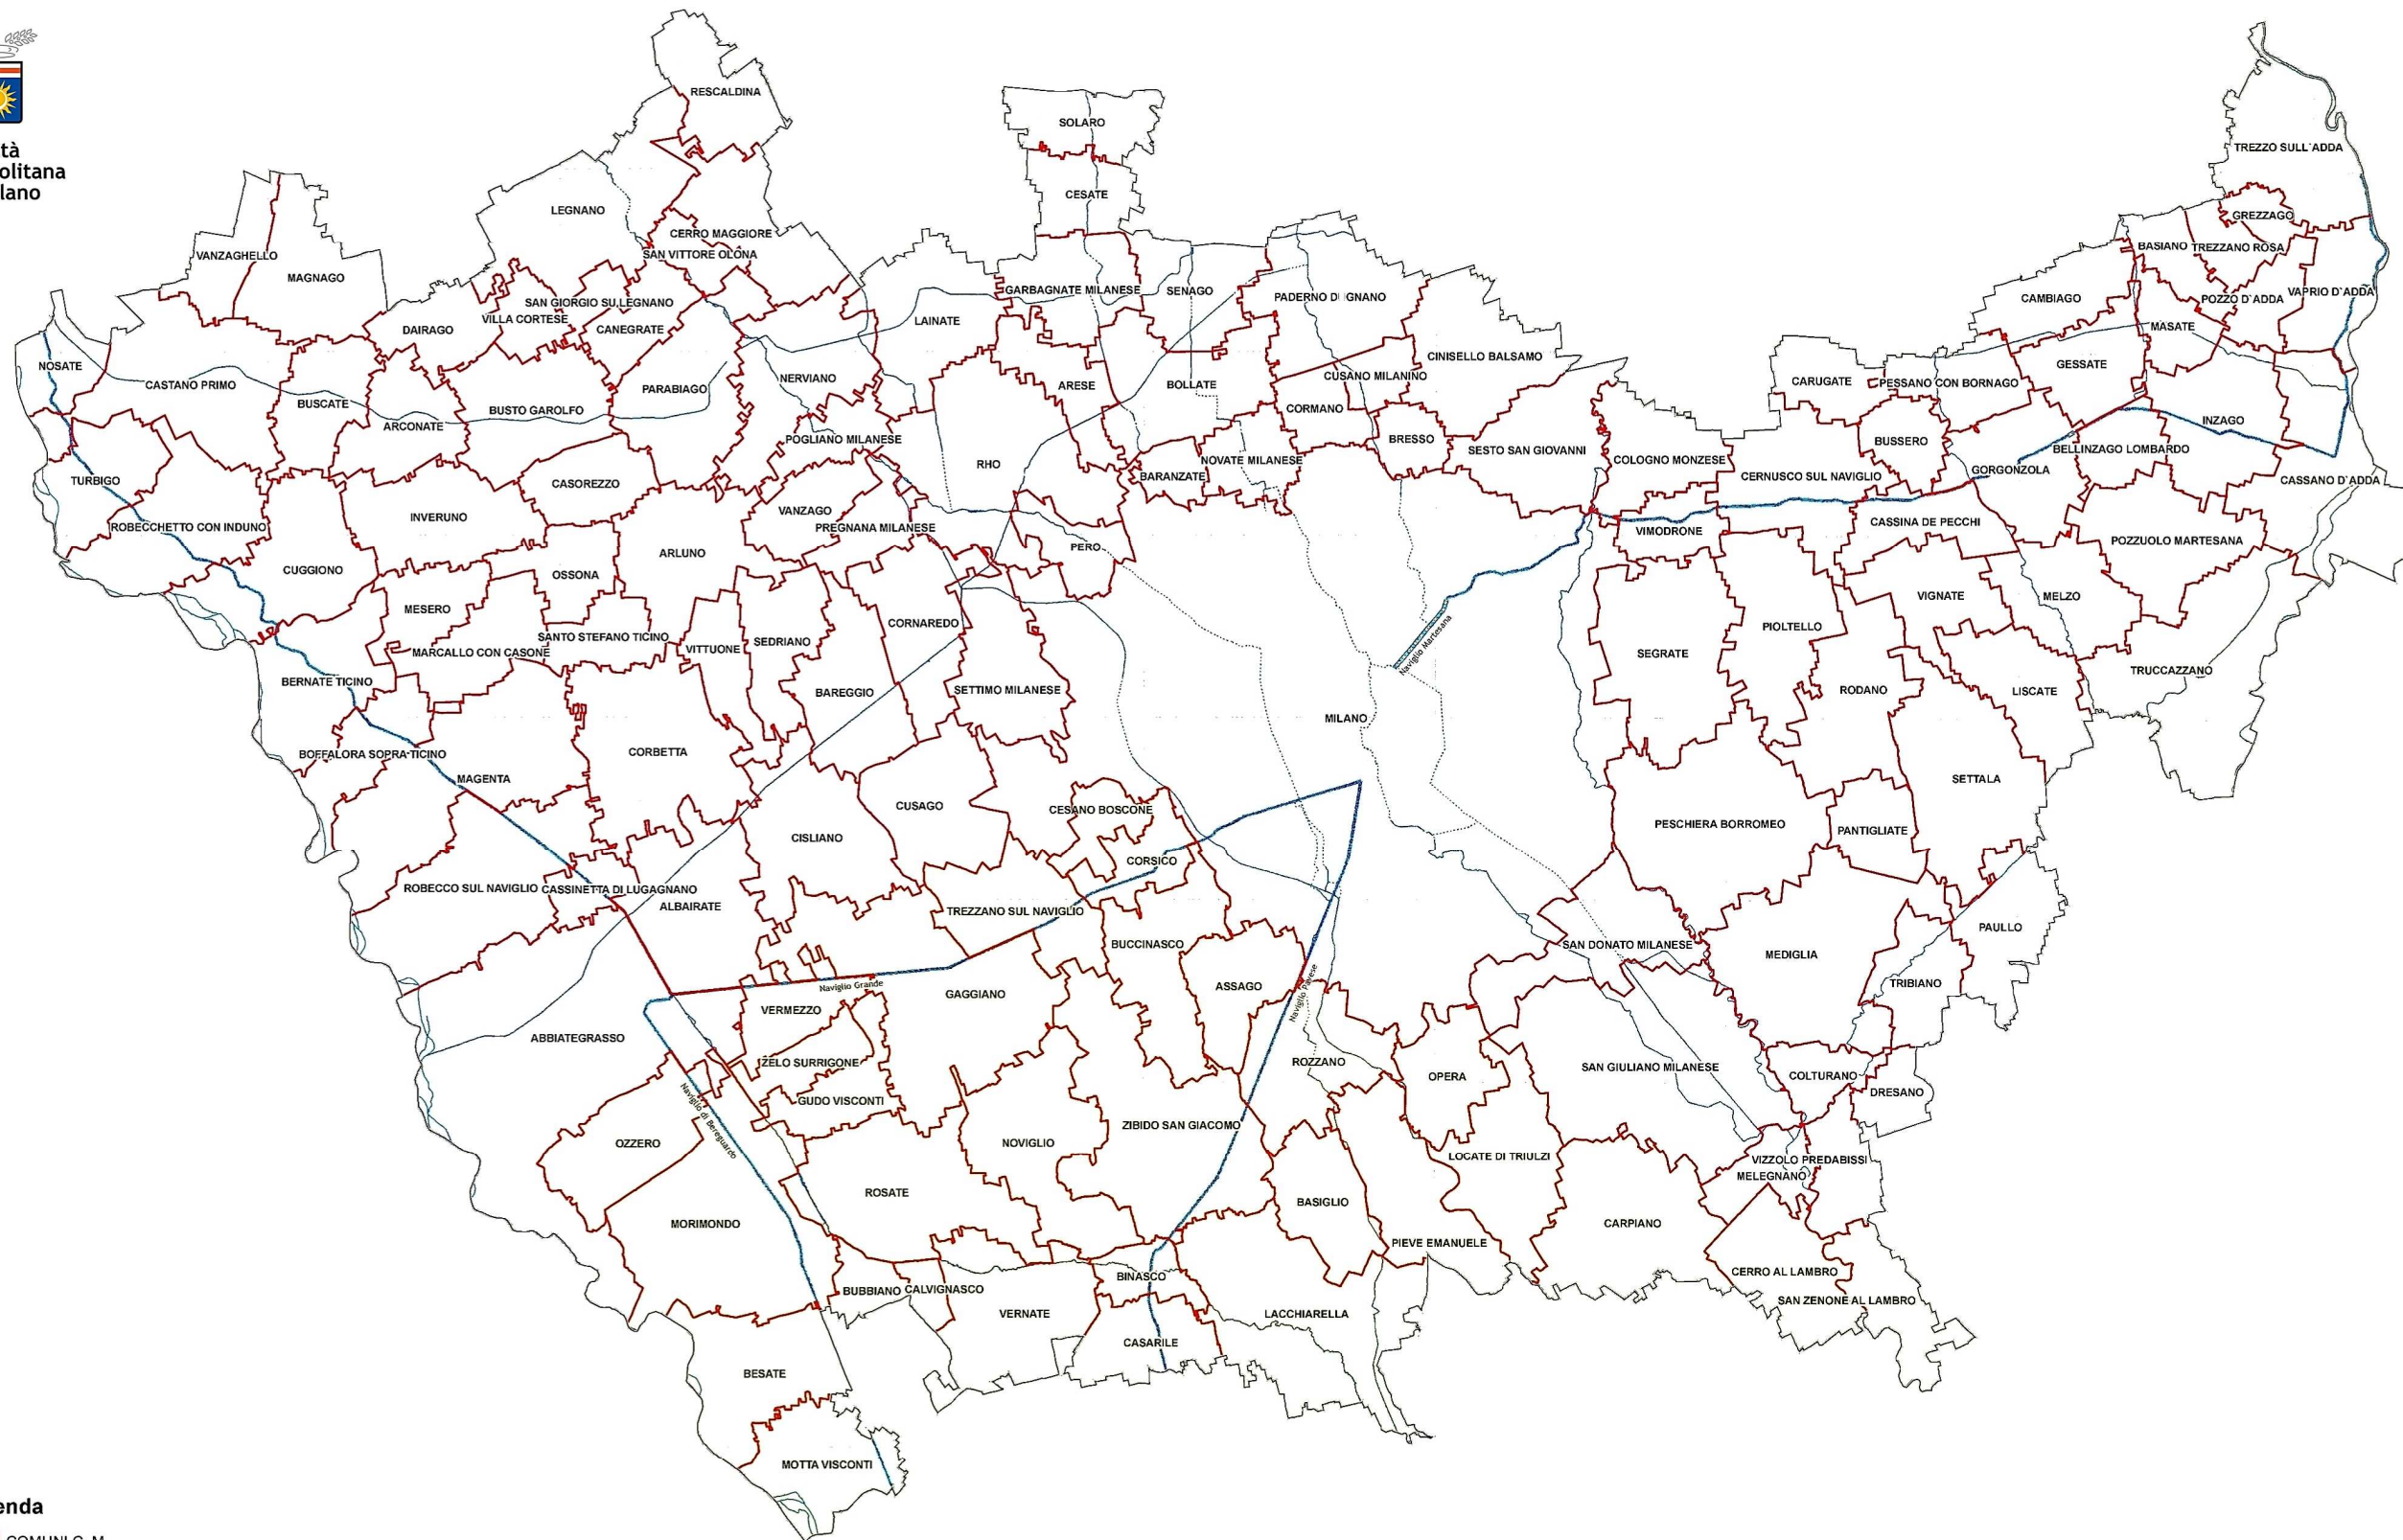 tà
olitana
lano
RESCALDINA
SOLARO
TREZZO SULL`ADDA
CESATE
LEGNANO
GREZZAGO
CERRO MAGGIORE
BASIANO
TREZZANO ROSA
VANZAGHELLO
SAN VITTORE OLONA
MAGNAGO
GARBAGNATE MILANESE
SENAGO
PADERNO DUGNANO
CAMBIAGO
POZZO D`ADDA
VAPRIO D`ADDA
SAN GIORGIO SU LEGNANO
VILLA CORTESE
LAINATE
DAIRAGO
CANEGRATE
MASATE
CINISELLO BALSAMO
NOSATE
GESSATE
CASTANO PRIMO
NERVIANO
CUSANO MILANINO
CARUGATE
PESSANO CON BORNAGO
PARABIAGO
ARESE
BOLLATE
BUSCATE
BUSTO GAROLFO
CORMANO
ARCONATE
INZAGO
POGLIANO MILANESE
BRESSO
BUSSERO
SESTO SAN GIOVANNI
BELLINZAGO LOMBARDO
RHO
NOVATE MILANESE
COLOGNO MONZESE
GORGONZOLA
BARANZATE
CERNUSCO SUL NAVIGLIO
TURBIGO
CASOREZZO
CASSANO D`ADDA
VANZAGO
INVERUNO
ROBECCHETTO CON INDUNO
PREGNANA MILANESE
CASSINA DE PECCHI
VIMODRONE
POZZUOLO MARTESANA
PERO
ARLUNO
CUGGIONO
OSSONA
MESERO
VIGNATE
MELZO
CORNAREDO
PIOLTELLO
SANTO STEFANO TICINO
SEDRIANO
VITTUONE
MARCALLO CON CASONE
Naviglio Martesana
SEGRATE
TRUCCAZZANO
BERNATE TICINO
BAREGGIO
SETTIMO MILANESE
RODANO
LISCATE
MILANO
BOFFALORA SOPRA TICINO
CORBETTA
MAGENTA
SETTALA
CUSAGO
CESANO BOSCONE
PESCHIERA BORROMEO
PANTIGLIATE
CISLIANO
CORSICO
ROBECCO SUL NAVIGLIO
CASSINETTA DI LUGAGNANO
ALBAIRATE
TREZZANO SUL NAVIGLIO
PAULLO
BUCCINASCO
SAN DONATO MILANESE
MEDIGLIA
TRIBIANO
Naviglio Grande
ASSAGO
Naviglio Pavese
GAGGIANO
VERMEZZO
ABBIATEGRASSO
ZELO SURRIGONE
ROZZANO
SAN GIULIANO MILANESE
OPERA
COLTURANO
DRESANO
GUDO VISCONTI
Naviglio di Bereguardo
ZIBIDO SAN GIACOMO
OZZERO
NOVIGLIO
LOCATE DI TRIULZI
VIZZOLO PREDABISSI
MELEGNANO
ROSATE
BASIGLIO
MORIMONDO
CARPIANO
PIEVE EMANUELE
CERRO AL LAMBRO
BINASCO
BUBBIANO
CALVIGNASCO
SAN ZENONE AL LAMBRO
VERNATE
LACCHIARELLA
CASARILE
BESATE
MOTTA VISCONTI
enda
COMUNI C. M.